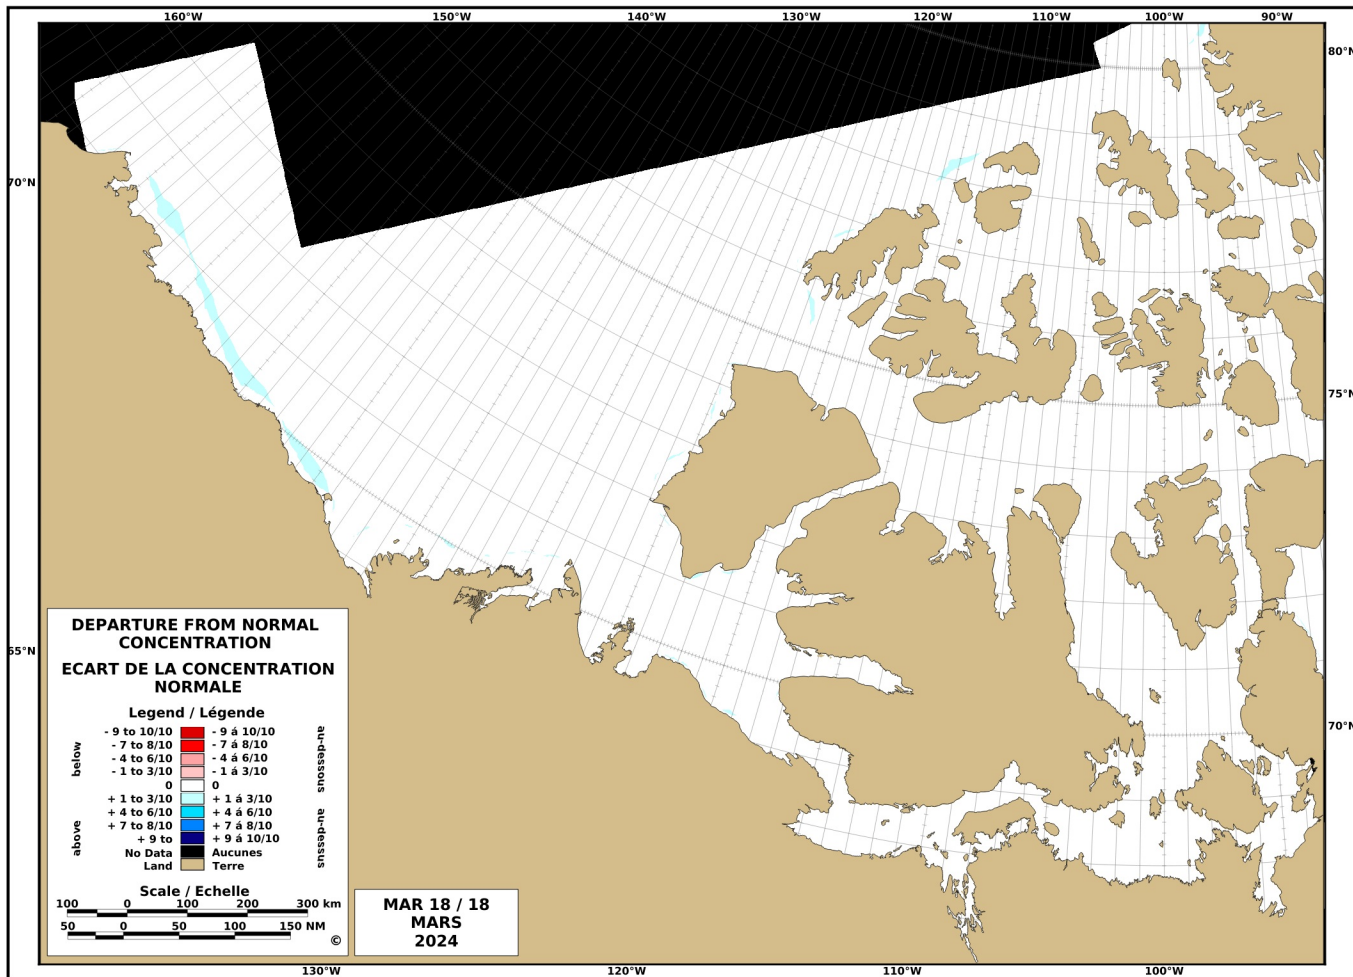 160°W 150°W 140°W 130°W 120°W 110°W 100°W 90°W
80°N
70°N
75°N
65°N
70°N
DEPARTURE FROM NORMAL
CONCENTRATION
ECART DE LA CONCENTRATION
NORMALE
Legend / Légende
below
au-dessous
- 9 to 10/10 - 9 á 10/10
- 7 to 8/10 - 7 á 8/10
- 4 to 6/10 - 4 á 6/10
- 1 to 3/10 - 1 á 3/10
0 0
+ 1 to 3/10 + 1 á 3/10
+ 4 to 6/10 + 4 á 6/10
+ 7 to 8/10 + 7 á 8/10
+ 9 to + 9 á 10/10
above
au-dessus
No Data Aucunes
Land Terre
Scale / Echelle
100 0 100 200 300 km
50 0 50 100 150 NM
©
MAR 18 / 18
MARS
2024
130°W 120°W 110°W 100°W